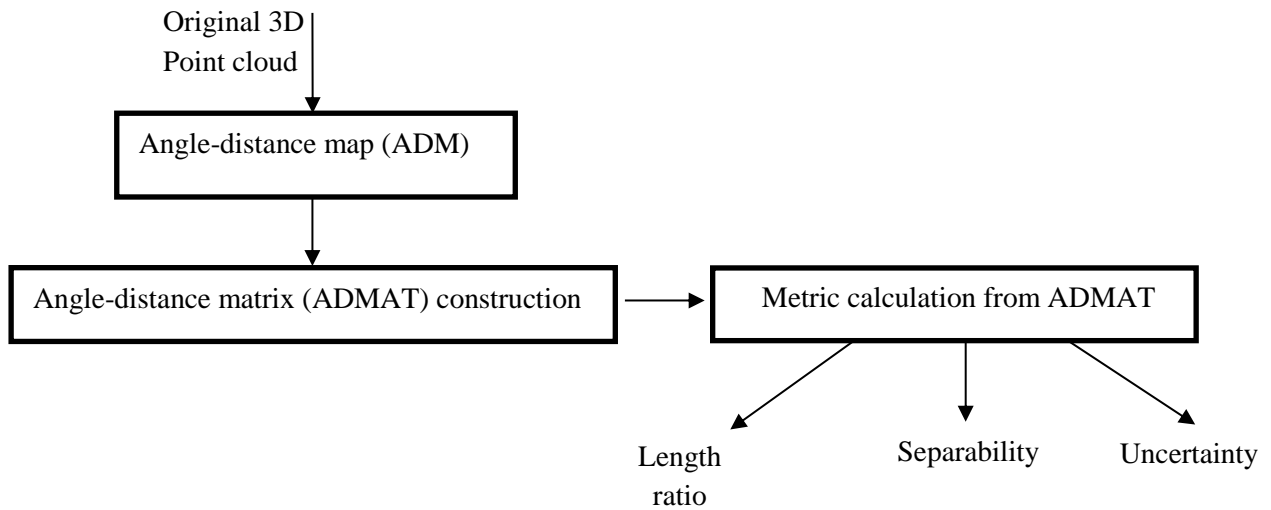 Original 3D
Point cloud
Angle-distance map (ADM)
Angle-distance matrix (ADMAT) construction
Metric calculation from ADMAT
Length
ratio
Separability
Uncertainty